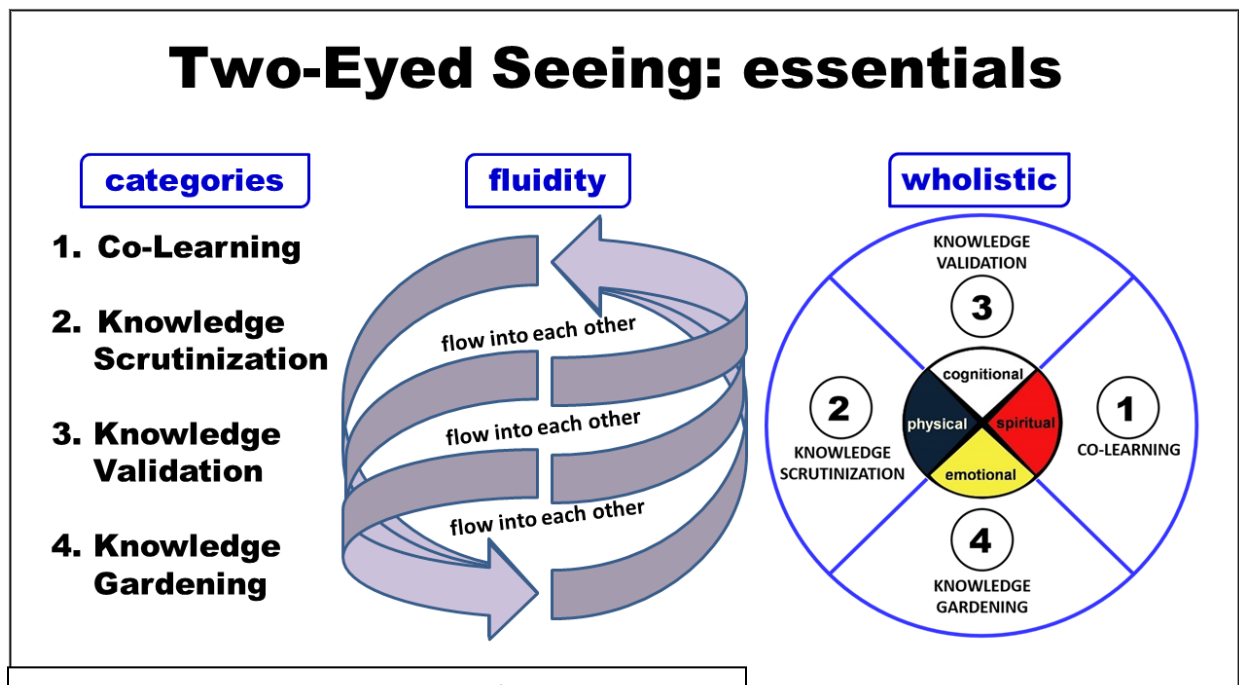 Two-Eyed Seeing: essentials
categories
1. Co-Learning
2. Knowledge
Scrutinization
3. Knowledge
Validation
4. Knowledge
Gardening
fluidity
flow into each other
flow into each other
flow into each other
wholistic
KNOWLEDGE
VALIDATION
3
cognitional
2
KNOWLEDGE
SCRUTINIZATION
physical
spiritual
1
CO-LEARNING
emotional
4
KNOWLEDGE
GARDENING